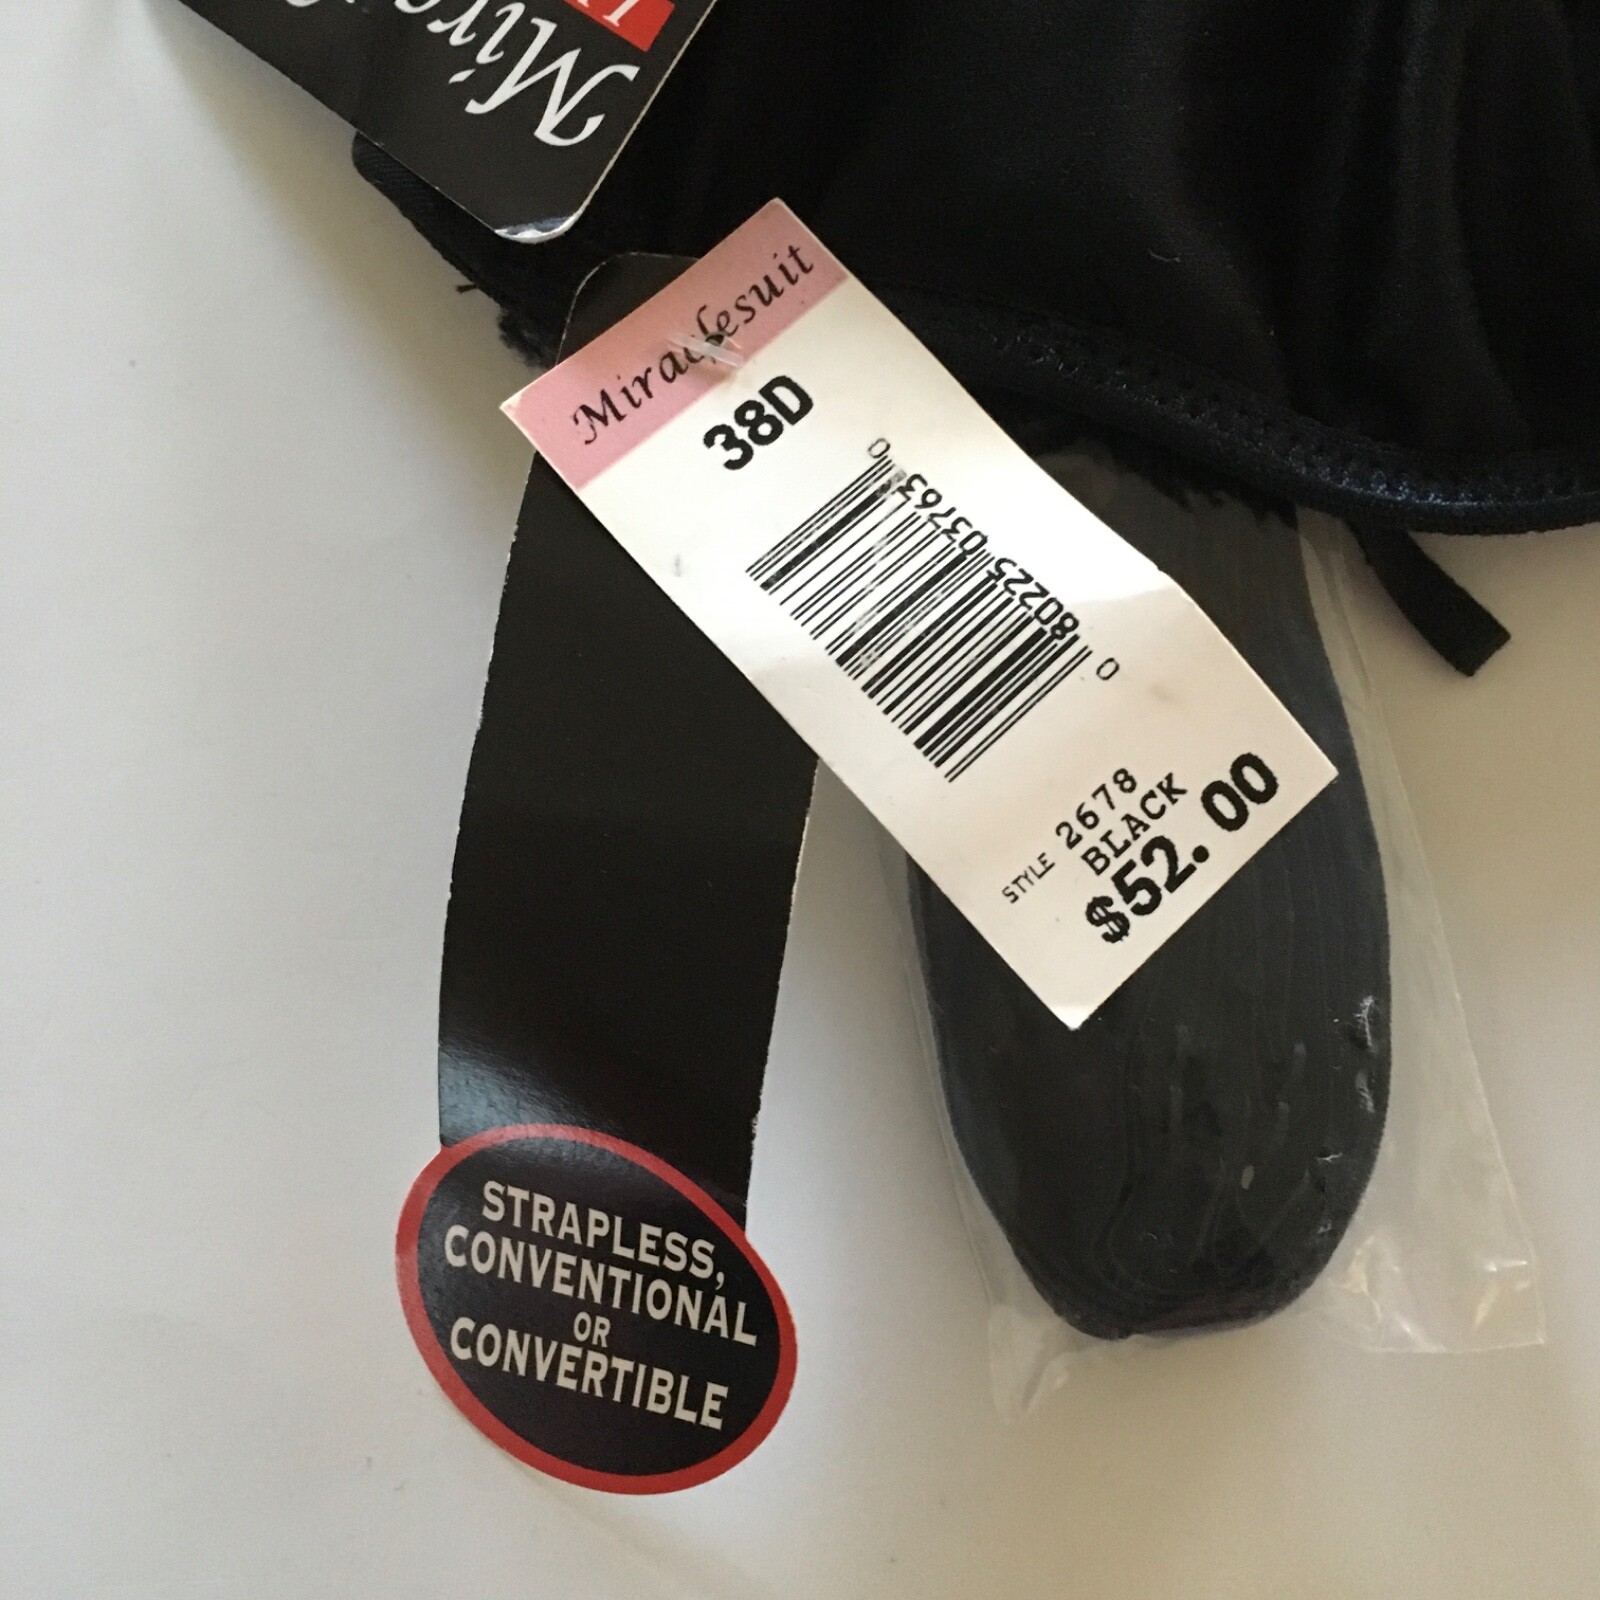 Miraclesuit
38D
0 80225 03763 0
STYLE 2678
BLACK
$52.00
STRAPLESS,
CONVENTIONAL
OR
CONVERTIBLE